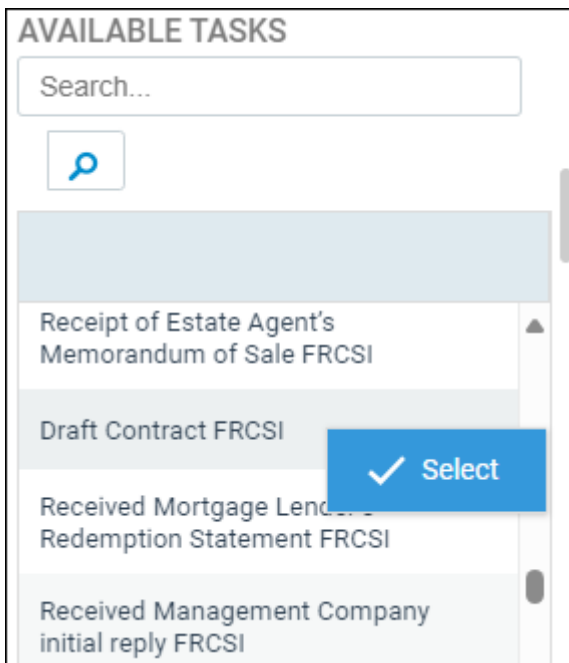 AVAILABLE TASKS
Search...
Receipt of Estate Agent’s
Memorandum of Sale FRCSI
Draft Contract FRCSI
Select
Received Mortgage
Redemption Statement FRCSI
Received Management Company
initial reply FRCSI